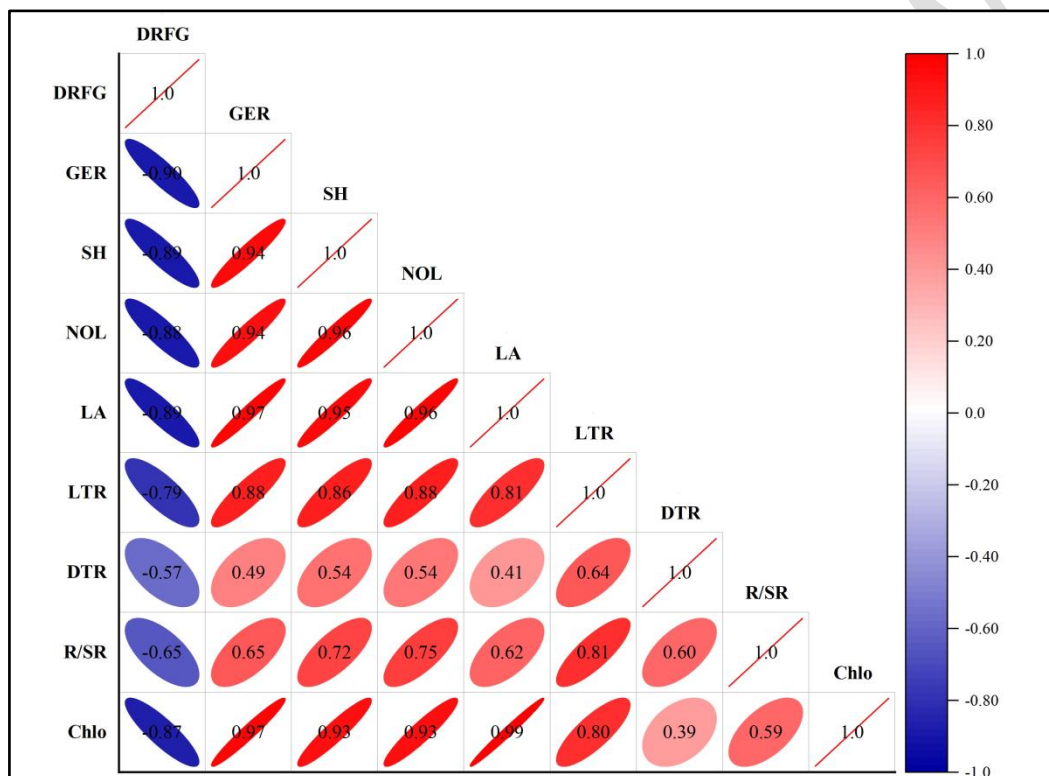 DRFG
DRFG 1.0
GER
GER -0.90 1.0
SH
SH -0.89 0.94 1.0
NOL
NOL -0.88 0.94 0.96 1.0
LA
LA -0.89 0.97 0.95 0.96 1.0
LTR
LTR -0.79 0.88 0.86 0.88 0.81 1.0
DTR
DTR -0.57 0.49 0.54 0.54 0.41 0.64 1.0
R/SR
R/SR -0.65 0.65 0.72 0.75 0.62 0.81 0.60 1.0
Chlo
Chlo -0.87 0.97 0.93 0.93 0.99 0.80 0.39 0.59 1.0
1.0
0.80
0.60
0.40
0.20
0.0
-0.20
-0.40
-0.60
-0.80
-1.0